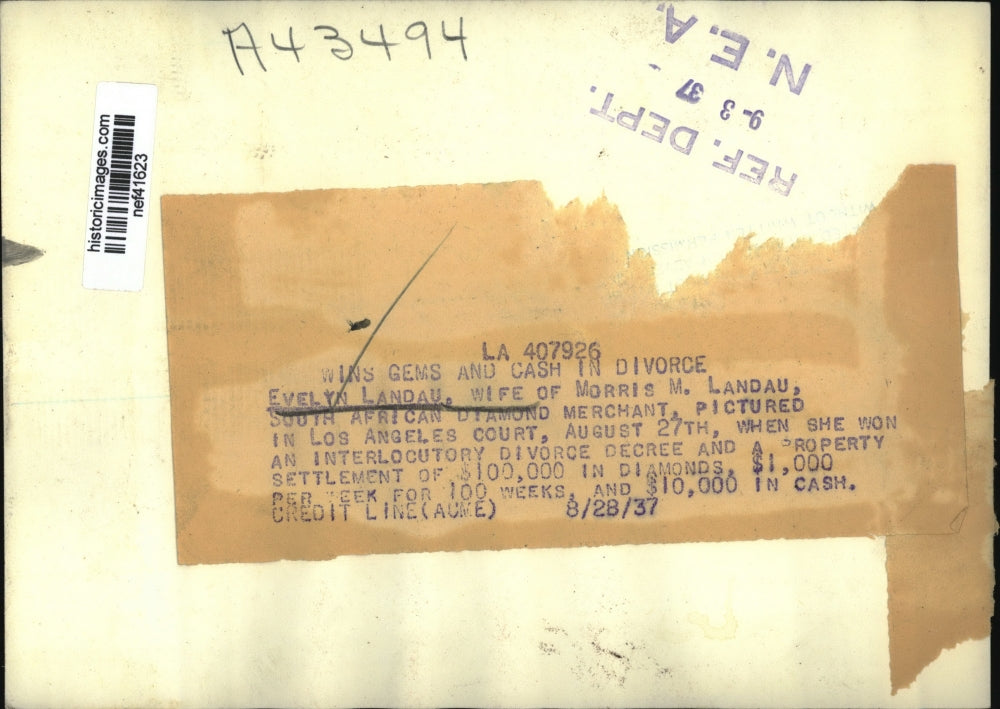 A43494
N.E.A.
9-3 37
REF. DEPT.
historicimages.com
nef41623
LA 407926
WINS GEMS AND CASH IN DIVORCE
EVELYN LANDAU, WIFE OF MORRIS M. LANDAU,
SOUTH AFRICAN DIAMOND MERCHANT, PICTURED
IN LOS ANGELES COURT, AUGUST 27TH, WHEN SHE WON
AN INTERLOCUTORY DIVORCE DECREE AND A PROPERTY
SETTLEMENT OF $100,000 IN DIAMONDS, $1,000
PER WEEK FOR 100 WEEKS, AND $10,000 IN CASH.
CREDIT LINE(ACME) 8/28/37